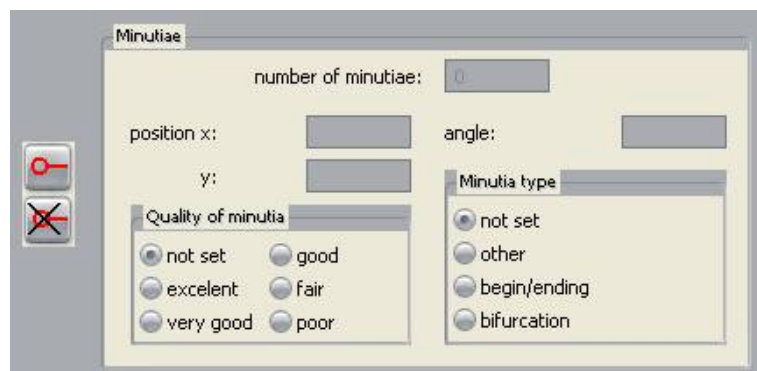 Minutiae
number of minutiae: 0
position x: angle:
y:
Minutia type
Quality of minutia
not set
not set good
other
excelent fair
begin/ending
very good poor
bifurcation